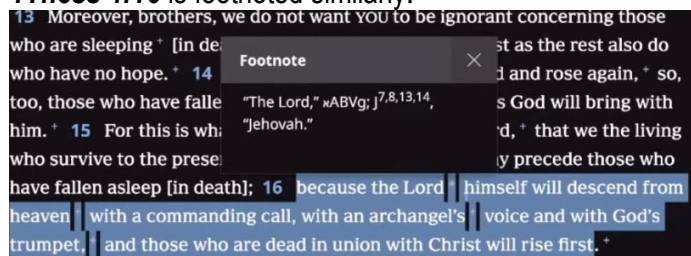 1Thess 4:16 is footnoted similarly:
13 Moreover, brothers, we do not want YOU to be ignorant concerning those
who are sleeping + [in dea st as the rest also do
who have no hope. + 14 d and rose again, + so,
too, those who have falle s God will bring with
him. + 15 For this is wha rd, + that we the living
who survive to the prese y precede those who
have fallen asleep [in death]; 16 because the Lord + himself will descend from
heaven + with a commanding call, with an archangel's + voice and with God's
trumpet, + and those who are dead in union with Christ will rise first. +
Footnote ×
“The Lord,” אABVg; J7,8,13,14,
“Jehovah.”